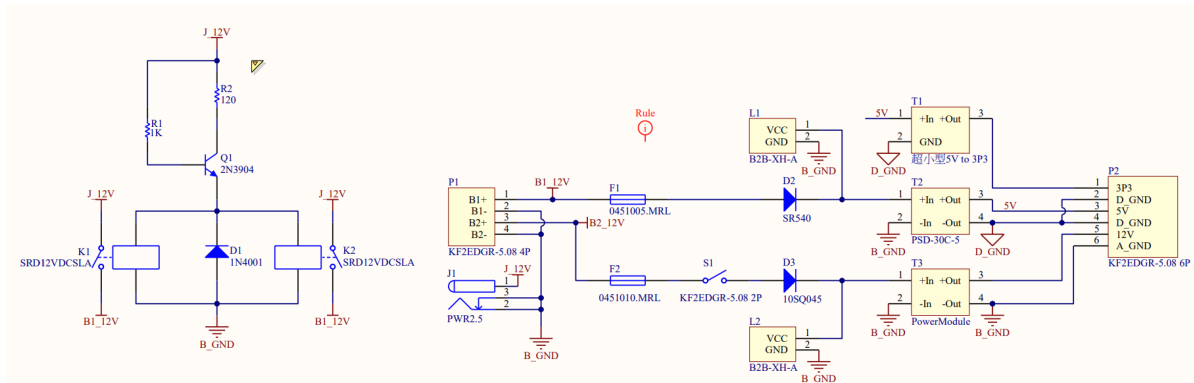 J_12V
R2
120
R1
1K
Q1
2N3904
J_12V
J_12V
K1
SRD12VDCSLA
D1
1N4001
K2
SRD12VDCSLA
B1_12V
B1_12V
B_GND
Rule
i
P1
B1+ 1
B1- 2
B2+ 3
B2- 4
KF2EDGR-5.08 4P
B1_12V
B2_12V
J1
J_12V
1
3
2
PWR2.5
B_GND
F1
0451005.MRL
F2
0451010.MRL
S1
KF2EDGR-5.08 2P
L1
VCC 1
GND 2
B2B-XH-A
B_GND
D2
SR540
D3
10SQ045
L2
VCC 1
GND 2
B2B-XH-A
B_GND
T1
5V 1 +In +Out 3
2 GND
超小型5V to 3P3
D_GND
T2
1 +In +Out 3
2 -In -Out 4
PSD-30C-5
B_GND
5V
D_GND
T3
1 +In +Out 3
2 -In -Out 4
PowerModule
B_GND
B_GND
P2
1 3P3
2 D_GND
3 5V
4 D_GND
5 12V
6 A_GND
KF2EDGR-5.08 6P